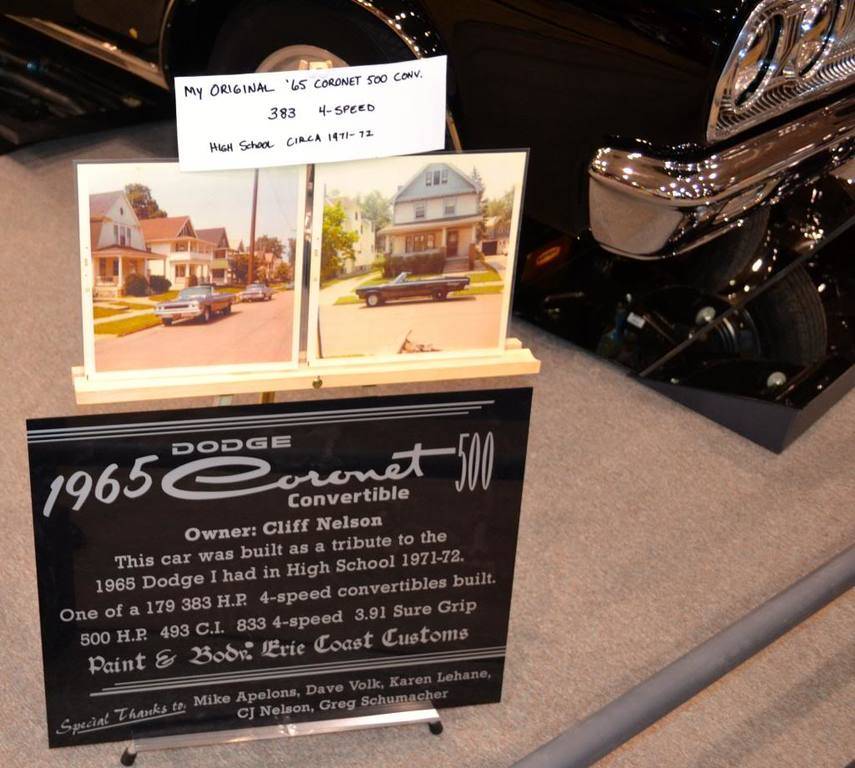 MY ORIGINAL '65 CORONET 500 CONV.
383 4-SPEED
HIGH SCHOOL CIRCA 1971-72
DODGE
1965 Coronet 500
Convertible
Owner: Cliff Nelson
This car was built as a tribute to the
1965 Dodge I had in High School 1971-72.
One of a 179 383 H.P. 4-speed convertibles built.
500 H.P. 493 C.I. 833 4-speed 3.91 Sure Grip
Paint & Body: Erie Coast Customs
Special Thanks to: Mike Apelons, Dave Volk, Karen Lehane,
CJ Nelson, Greg Schumacher